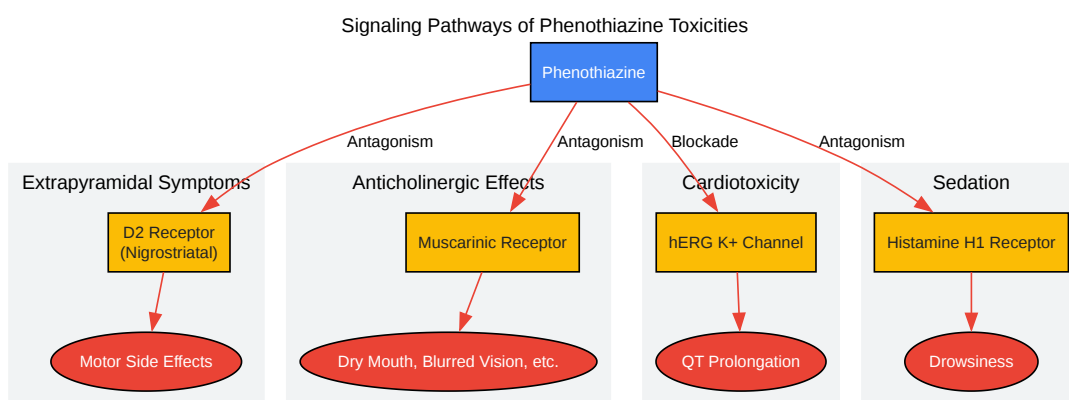 Signaling Pathways of Phenothiazine Toxicities
Phenothiazine
Antagonism
Antagonism
Blockade
Antagonism
Extrapyramidal Symptoms
Anticholinergic Effects
Cardiotoxicity
Sedation
D2 Receptor
(Nigrostriatal)
Muscarinic Receptor
hERG K+ Channel
Histamine H1 Receptor
Motor Side Effects
Dry Mouth, Blurred Vision, etc.
QT Prolongation
Drowsiness